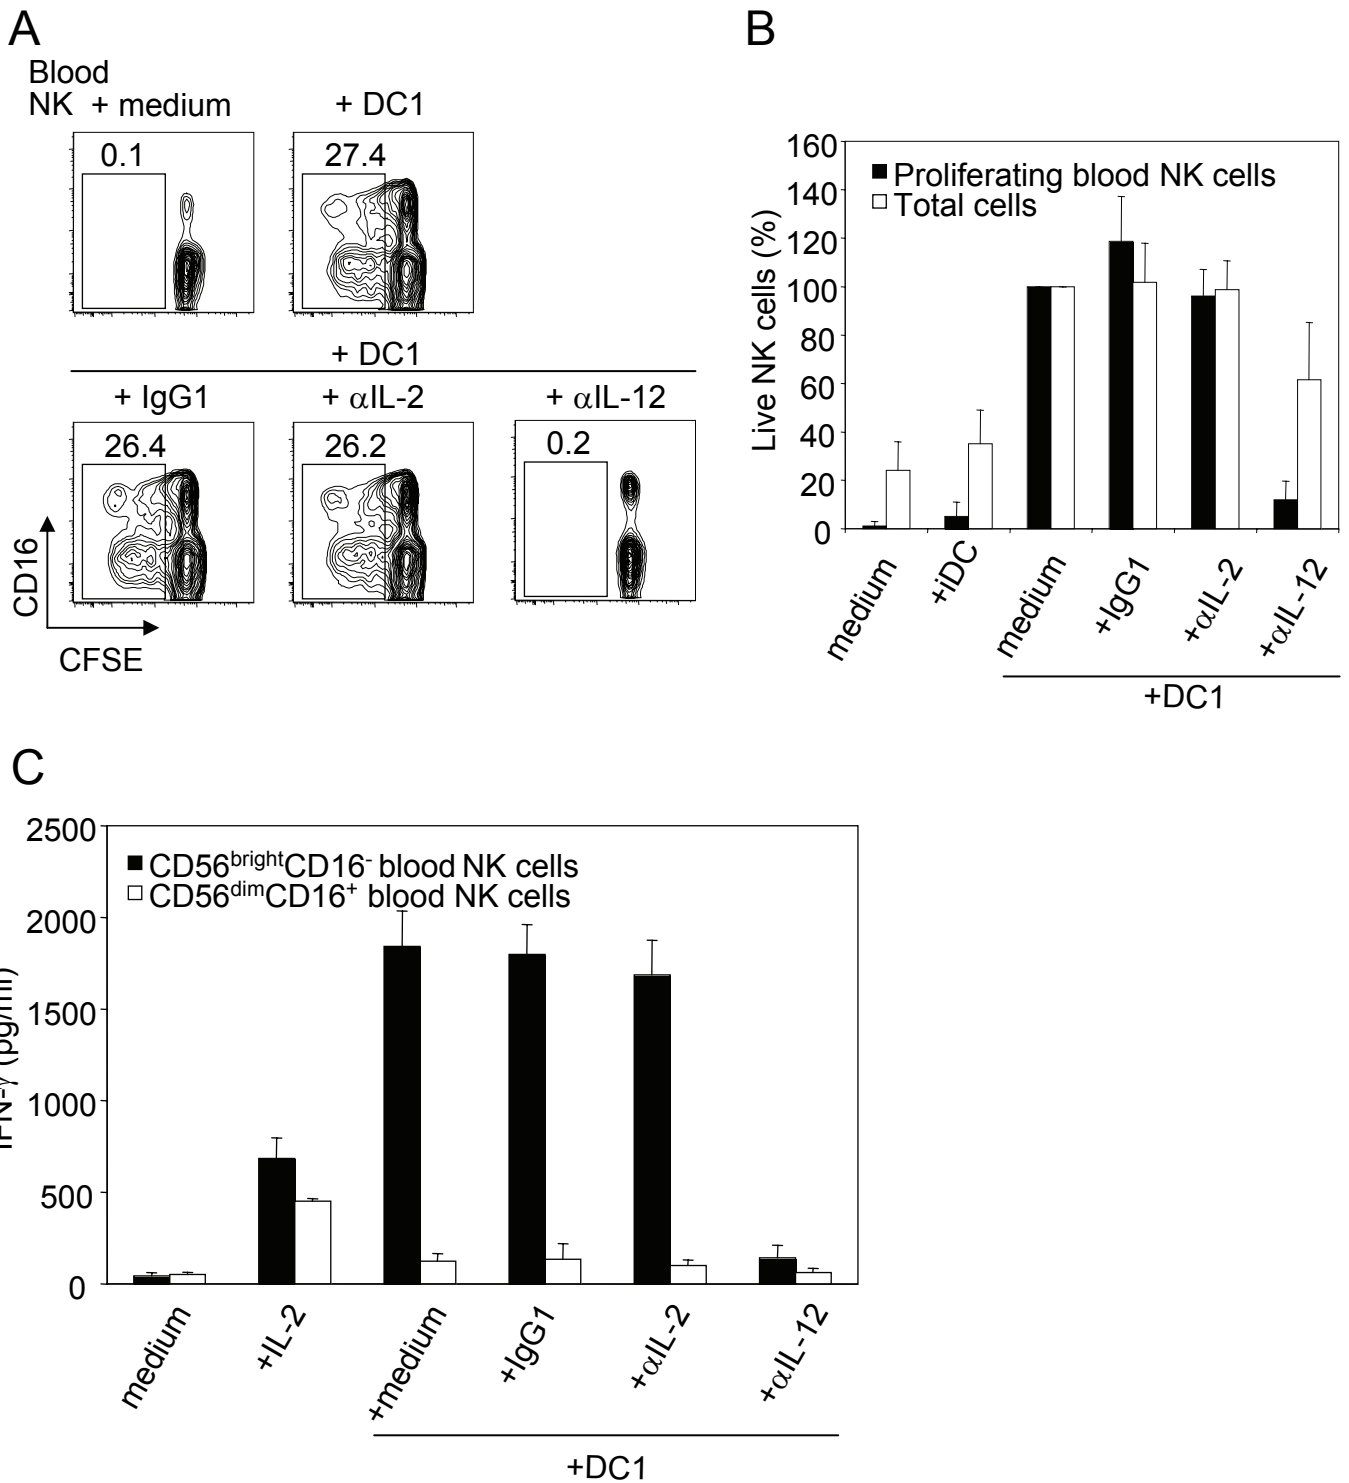 A
Blood
NK + medium
+ DC1
0.1
27.4
+ DC1
+ IgG1
+ αIL-2
+ αIL-12
26.4
26.2
0.2
CD16
CFSE
B
160
140
120
100
80
60
40
20
0
Live NK cells (%)
Proliferating blood NK cells
Total cells
medium
+iDC
medium
+IgG1
+αIL-2
+αIL-12
+DC1
C
2500
2000
1500
1000
500
0
IFN-γ (pg/ml)
CD56brightCD16- blood NK cells
CD56dimCD16+ blood NK cells
medium
+IL-2
+medium
+IgG1
+αIL-2
+αIL-12
+DC1